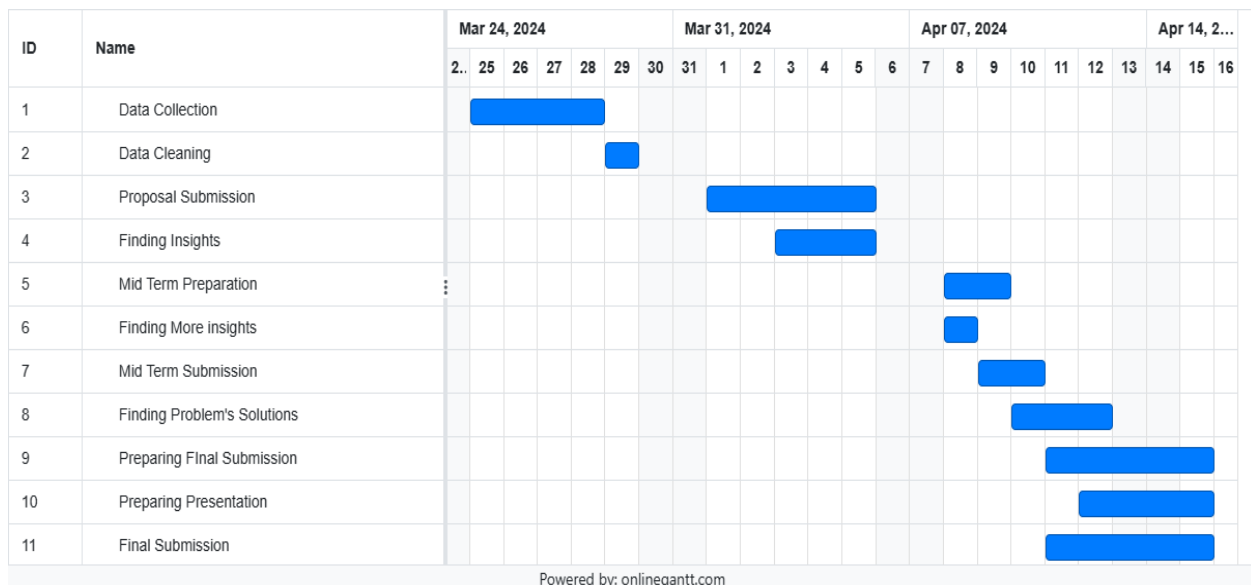 ID Name Mar 24, 2024 Mar 31, 2024 Apr 07, 2024 Apr 14, 2...
2.. 25 26 27 28 29 30 31 1 2 3 4 5 6 7 8 9 10 11 12 13 14 15 16
1 Data Collection
2 Data Cleaning
3 Proposal Submission
4 Finding Insights
5 Mid Term Preparation
6 Finding More insights
7 Mid Term Submission
8 Finding Problem's Solutions
9 Preparing FInal Submission
10 Preparing Presentation
11 Final Submission
Powered by: onlinegantt.com